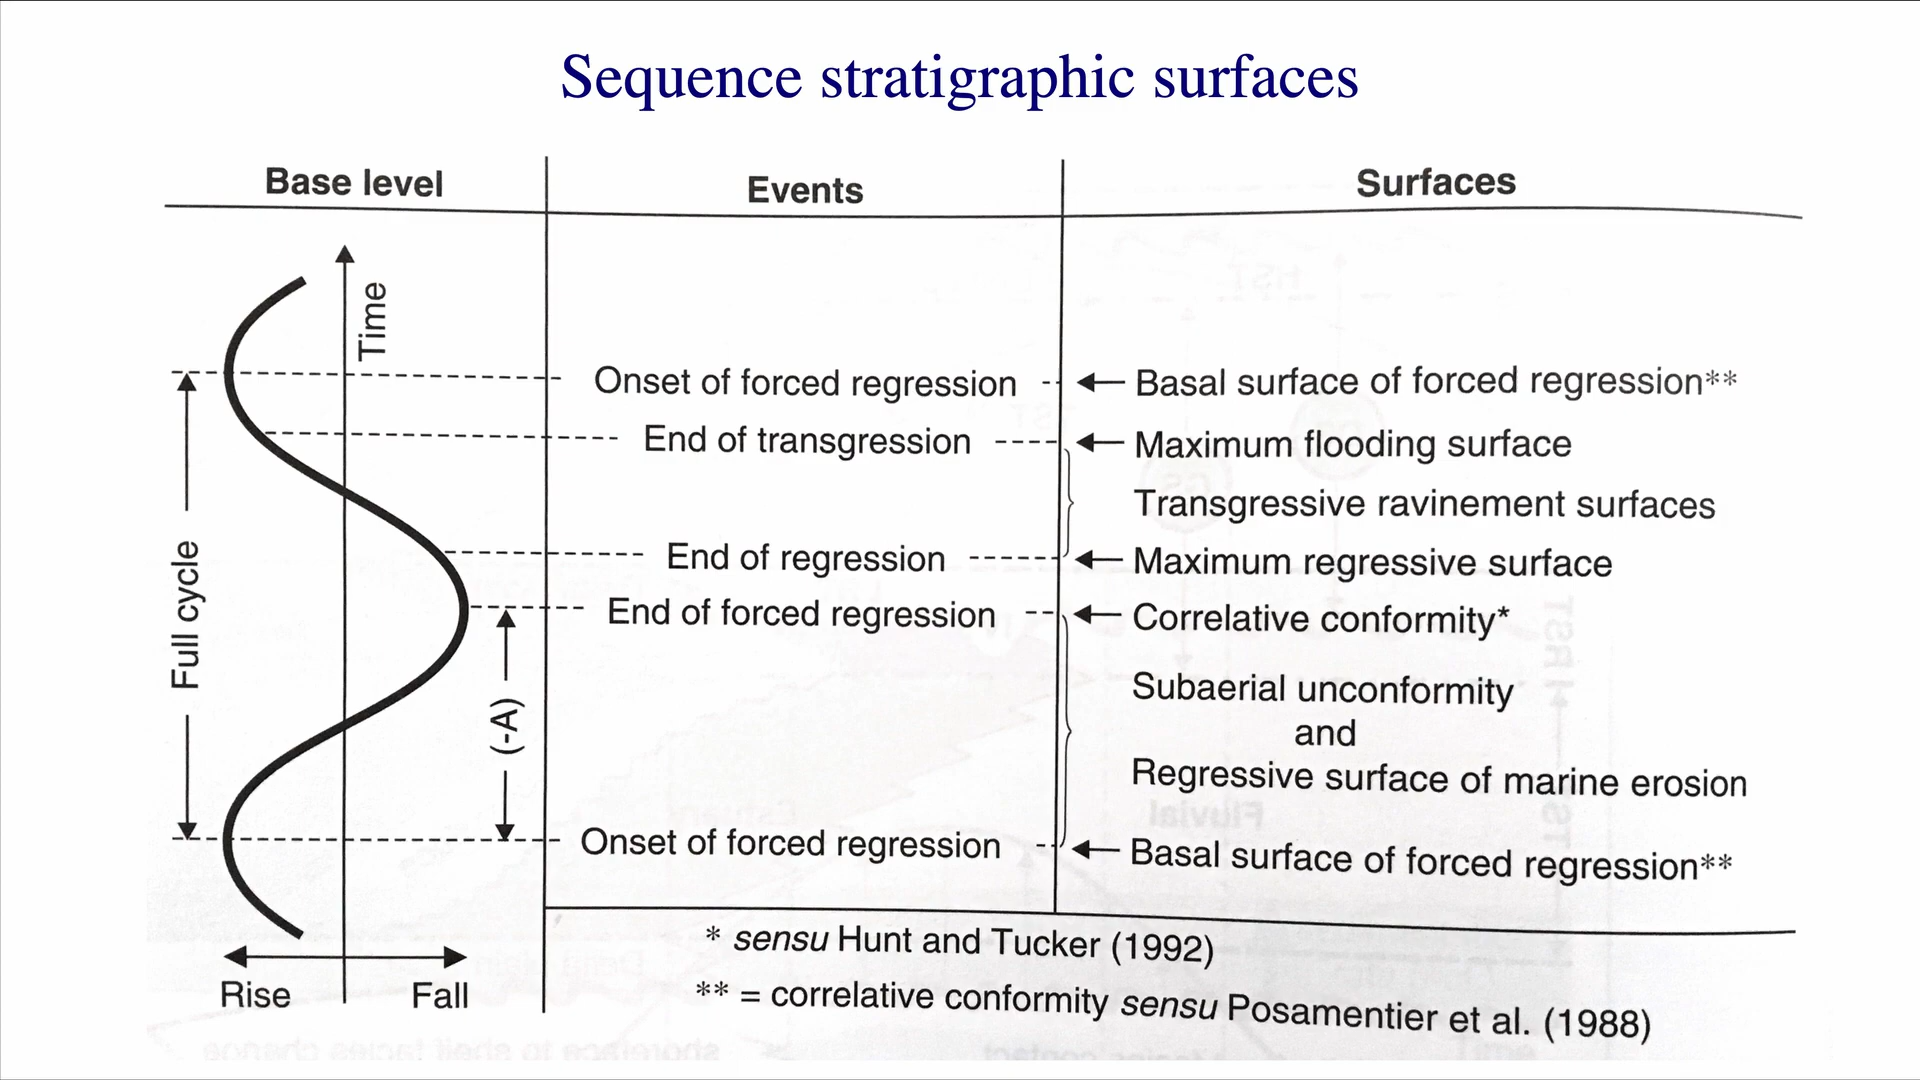 Sequence stratigraphic surfaces
Base level
Events
Surfaces
Time
Full cycle
(-A)
Rise
Fall
Onset of forced regression
Basal surface of forced regression**
End of transgression
Maximum flooding surface
Transgressive ravinement surfaces
End of regression
Maximum regressive surface
End of forced regression
Correlative conformity*
Subaerial unconformity
and
Regressive surface of marine erosion
Onset of forced regression
Basal surface of forced regression**
* sensu Hunt and Tucker (1992)
** = correlative conformity sensu Posamentier et al. (1988)